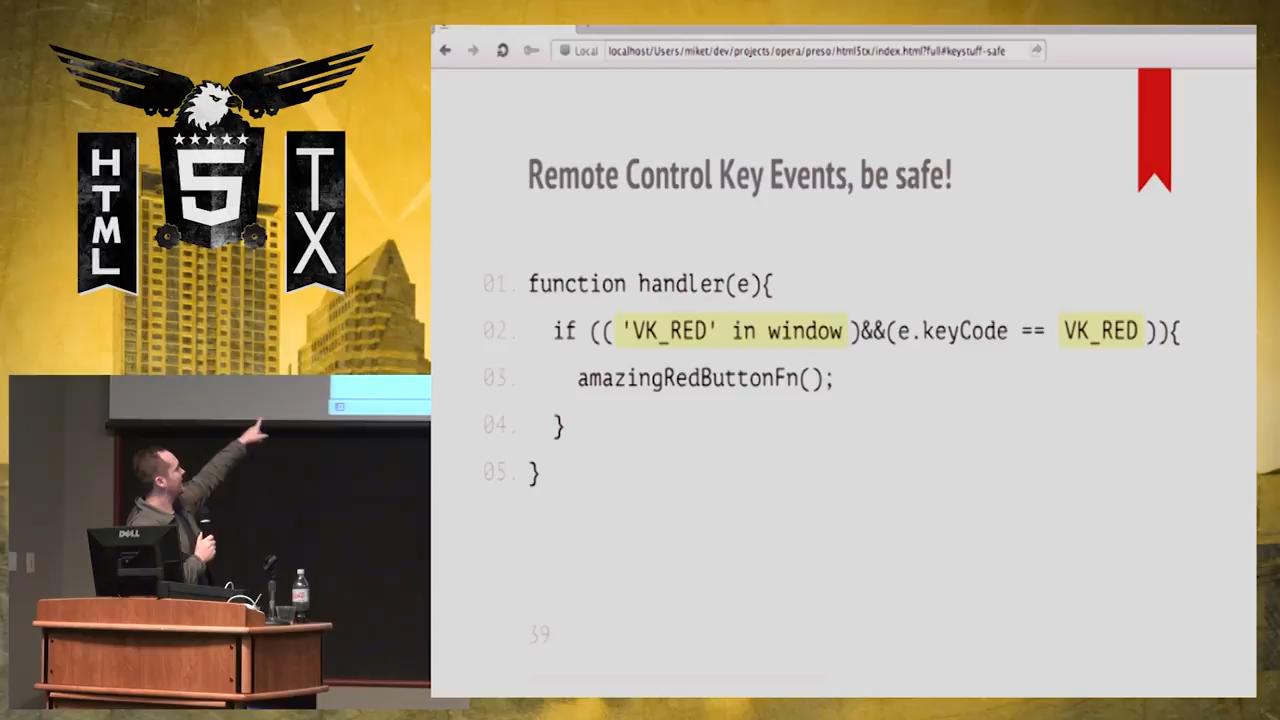 HTML
5
TX
Local localhost/Users/miket/dev/projects/opera/preso/html5tx/index.html?full#keystuff-safe
Remote Control Key Events, be safe!
01. function handler(e){
02. if (( 'VK_RED' in window )&&(e.keyCode == VK_RED )){
03. amazingRedButtonFn();
04. }
05. }
DELL
39